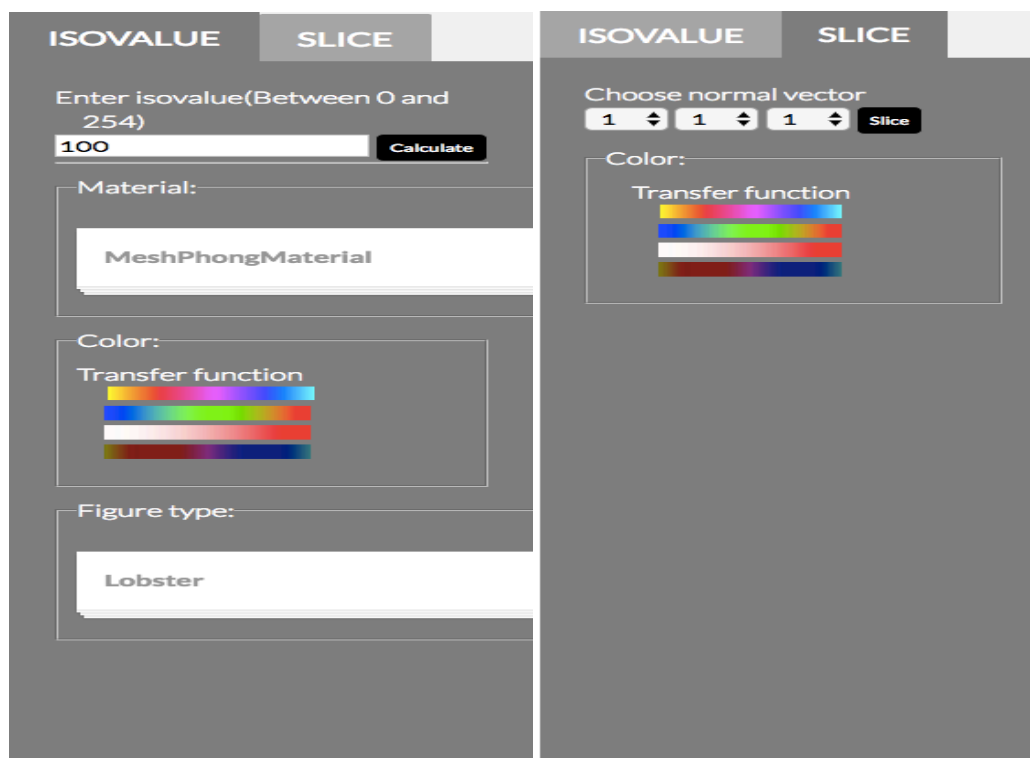 ISOVALUE SLICE
Enter isovalue(Between 0 and
254)
100 Calculate
Material:
MeshPhongMaterial
Color:
Transfer function
Figure type:
Lobster
ISOVALUE SLICE
Choose normal vector
1 1 1 Slice
Color:
Transfer function